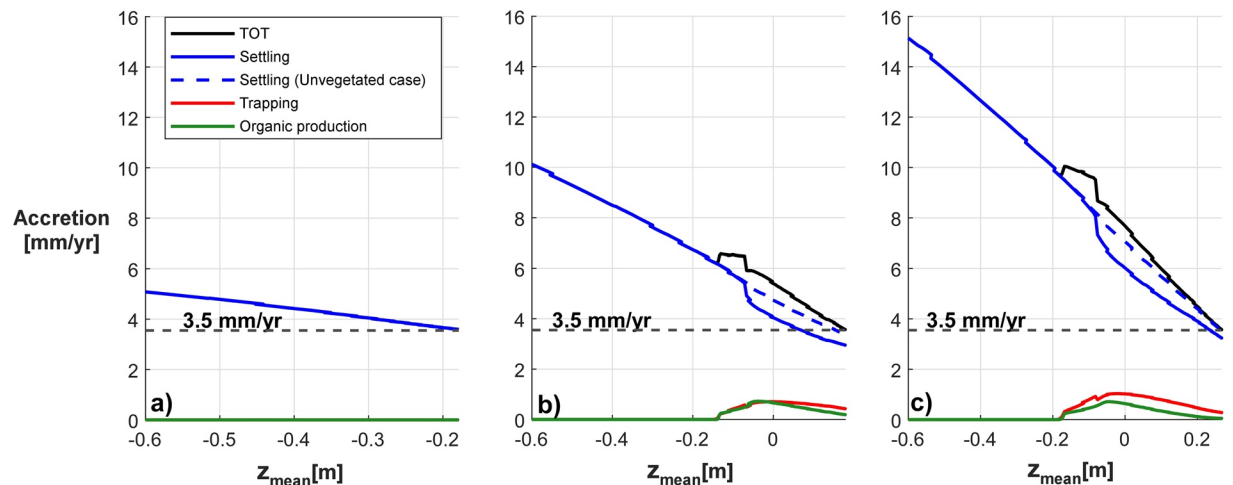 16
14
12
10
8
6
4
2
0
Accretion
[mm/yr]
TOT
Settling
Settling (Unvegetated case)
Trapping
Organic production
3.5 mm/yr
a)
-0.6
-0.5
-0.4
-0.3
-0.2
z_mean[m]
16
14
12
10
8
6
4
2
0
3.5 mm/yr
b)
-0.6
-0.4
-0.2
0
z_mean[m]
16
14
12
10
8
6
4
2
0
3.5 mm/yr
c)
-0.6
-0.4
-0.2
0
0.2
z_mean[m]